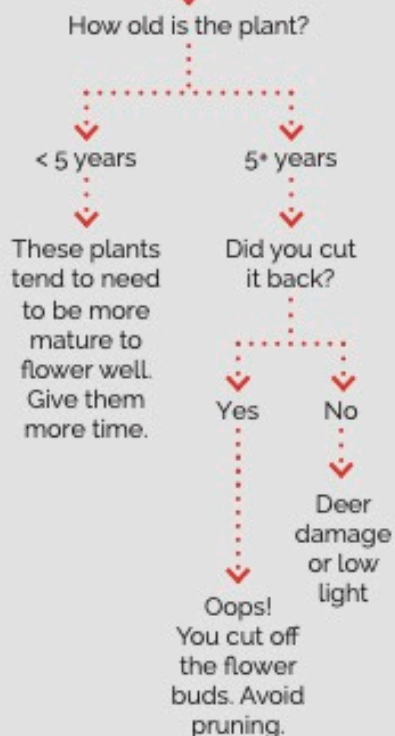 How old is the plant?
< 5 years
5+ years
These plants
tend to need
to be more
mature to
flower well.
Give them
more time.
Did you cut
it back?
Yes
No
Deer
damage
or low
light
Oops!
You cut off
the flower
buds. Avoid
pruning.